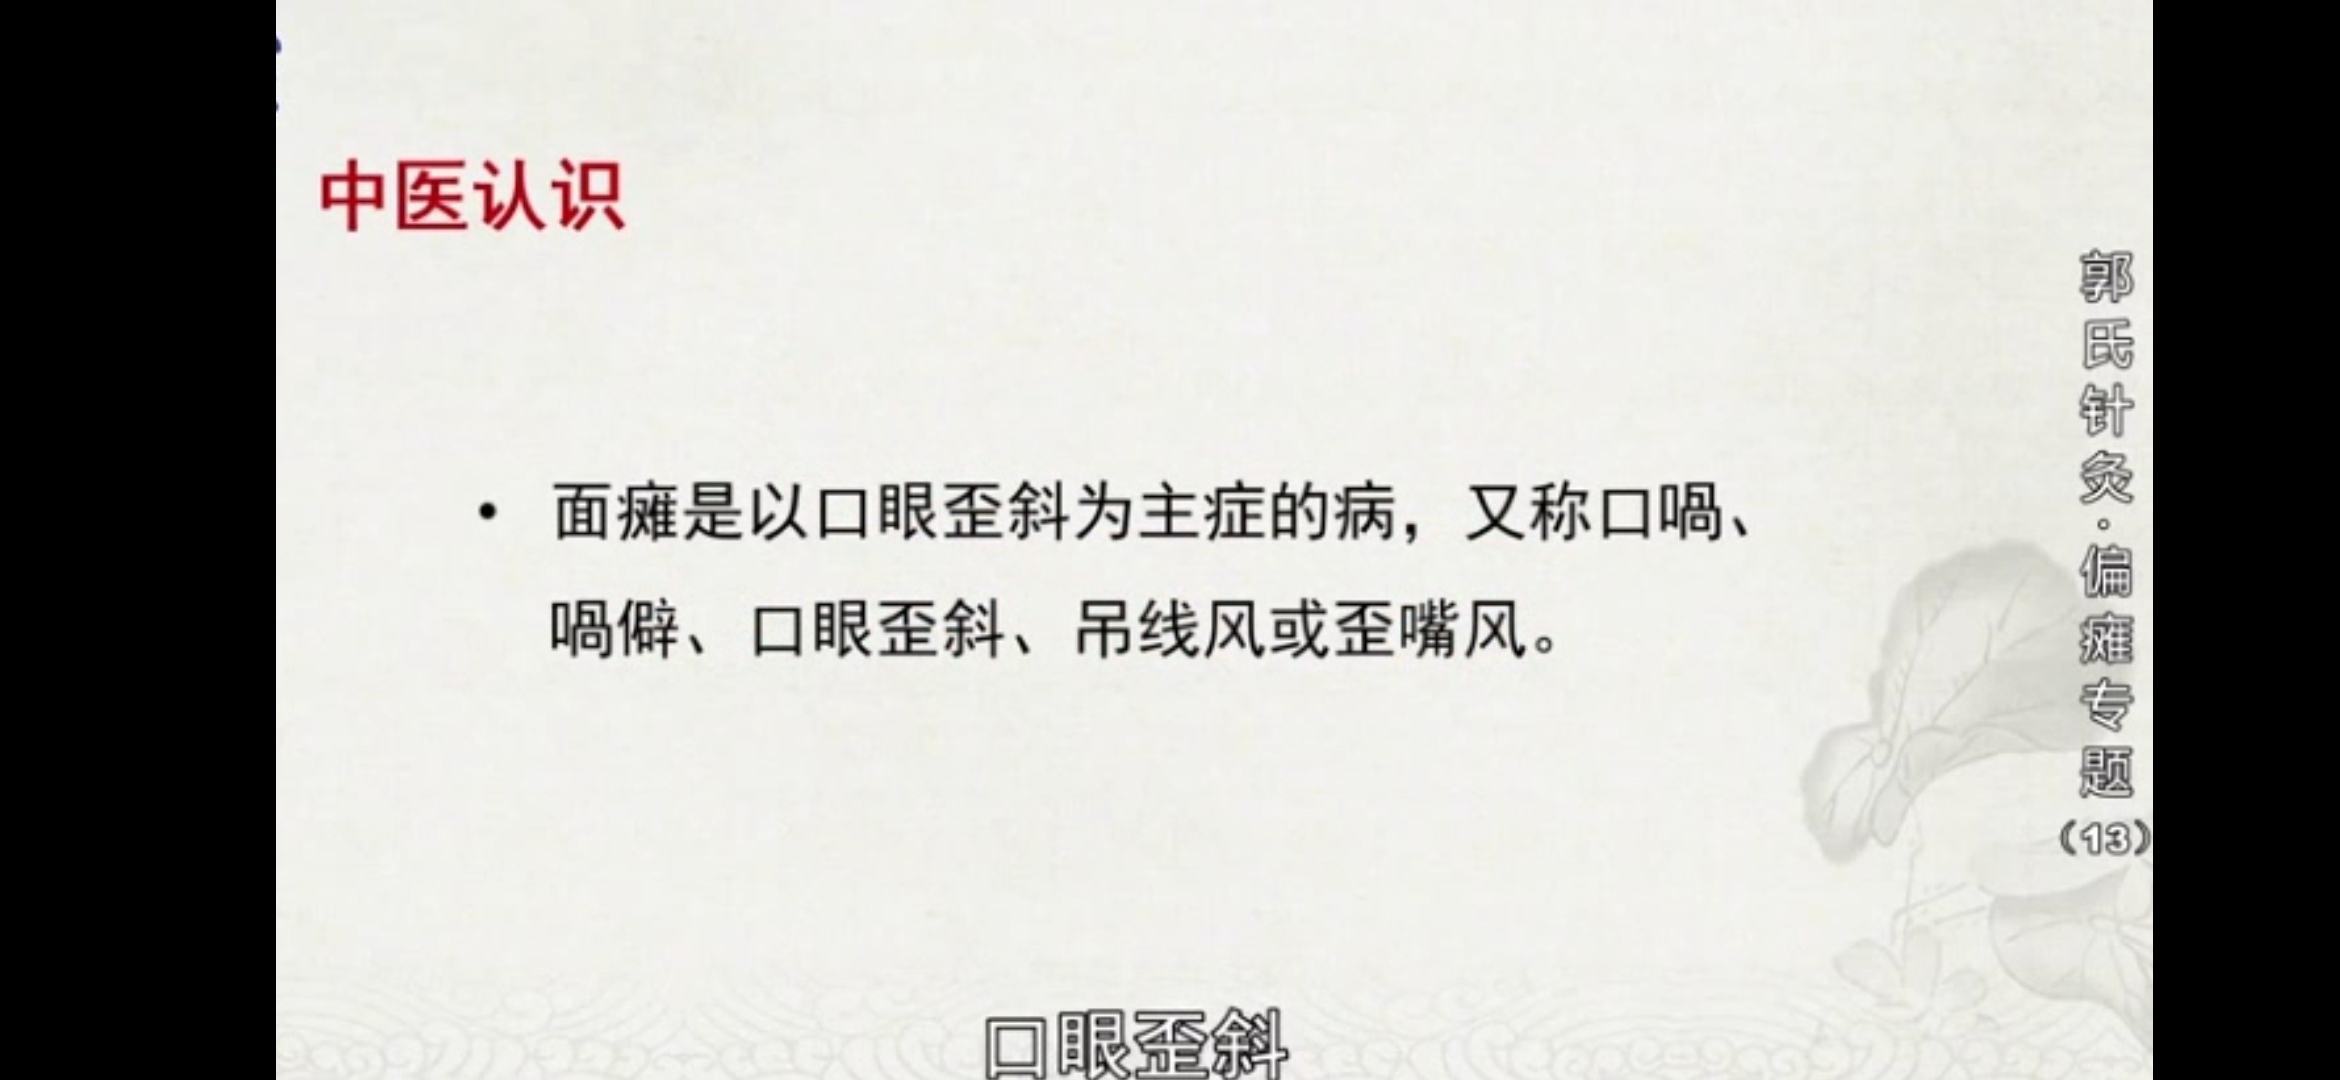 中医认识
• 面瘫是以口眼歪斜为主症的病，又称口喎、
喎僻、口眼歪斜、吊线风或歪嘴风。
郭氏针灸·偏瘫专题（13）
口眼歪斜